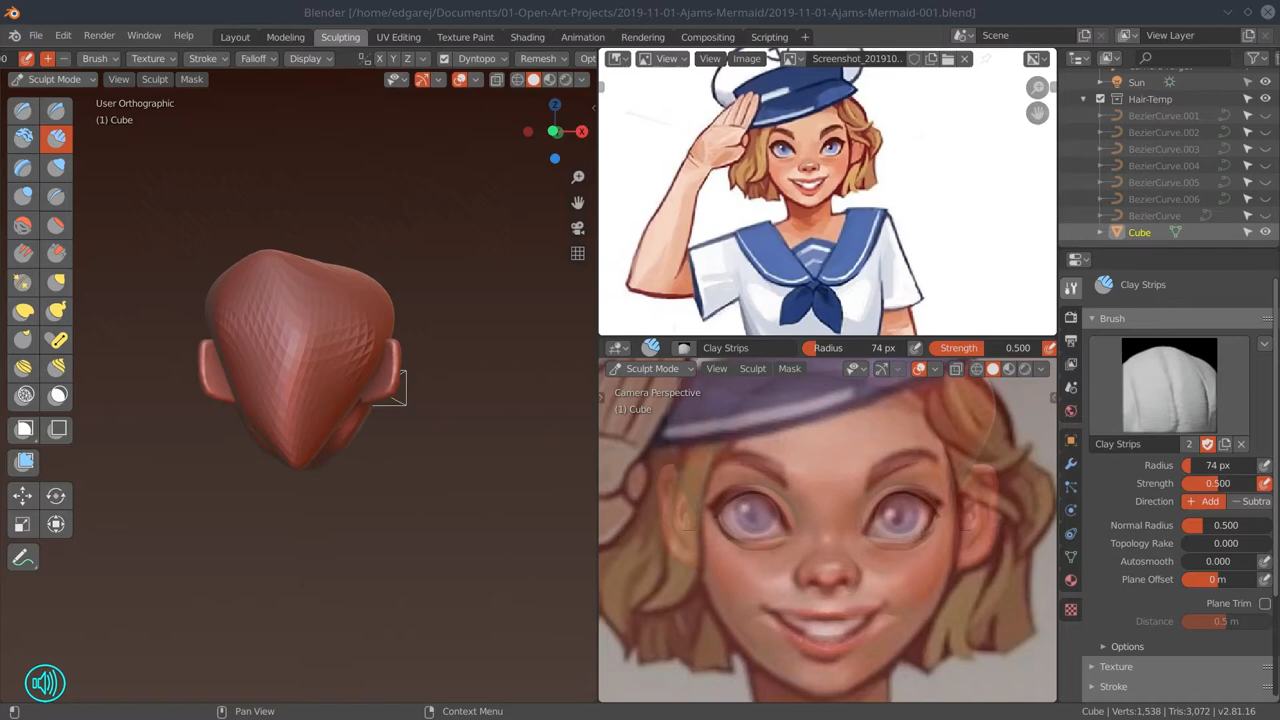 Blender [/home/edgarej/Documents/01-Open-Art-Projects/2019-11-01-Ajams-Mermaid/2019-11-01-Ajams-Mermaid-001.blend]
File Edit Render Window Help Layout Modeling Sculpting UV Editing Texture Paint Shading Animation Rendering Compositing Scripting + Scene View Layer
Brush Texture Stroke Falloff Display X Y Z Dyntopo Remesh Opt
View View Image Screenshot_201910..
Sculpt Mode View Sculpt Mask
User Orthographic
(1) Cube
Z
X
Sun
Hair-Temp
BezierCurve.001
BezierCurve.002
BezierCurve.003
BezierCurve.004
BezierCurve.005
BezierCurve.006
BezierCurve
Cube
Clay Strips
Brush
Clay Strips 2
Radius 74 px
Strength 0.500
Direction + Add — Subtra
Normal Radius 0.500
Topology Rake 0.000
Autosmooth 0.000
Plane Offset 0 m
Plane Trim
Distance 0.5 m
Options
Texture
Stroke
Clay Strips Radius 74 px Strength 0.500
Sculpt Mode View Sculpt Mask
Camera Perspective
(1) Cube
Pan View Context Menu Cube | Verts:1,538 | Tris:3,072 | v2.81.16